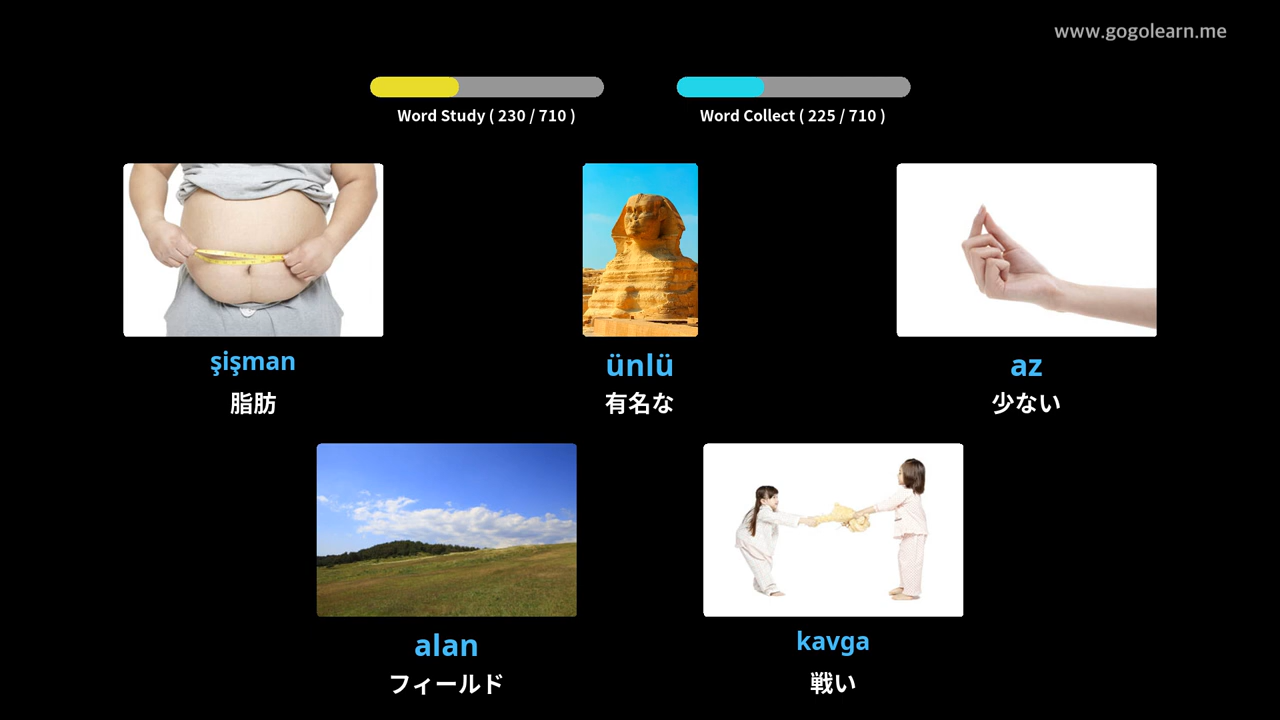 www.gogolearn.me
Word Study ( 230 / 710 )
Word Collect ( 225 / 710 )
şişman
脂肪
ünlü
有名な
az
少ない
alan
フィールド
kavga
戦い